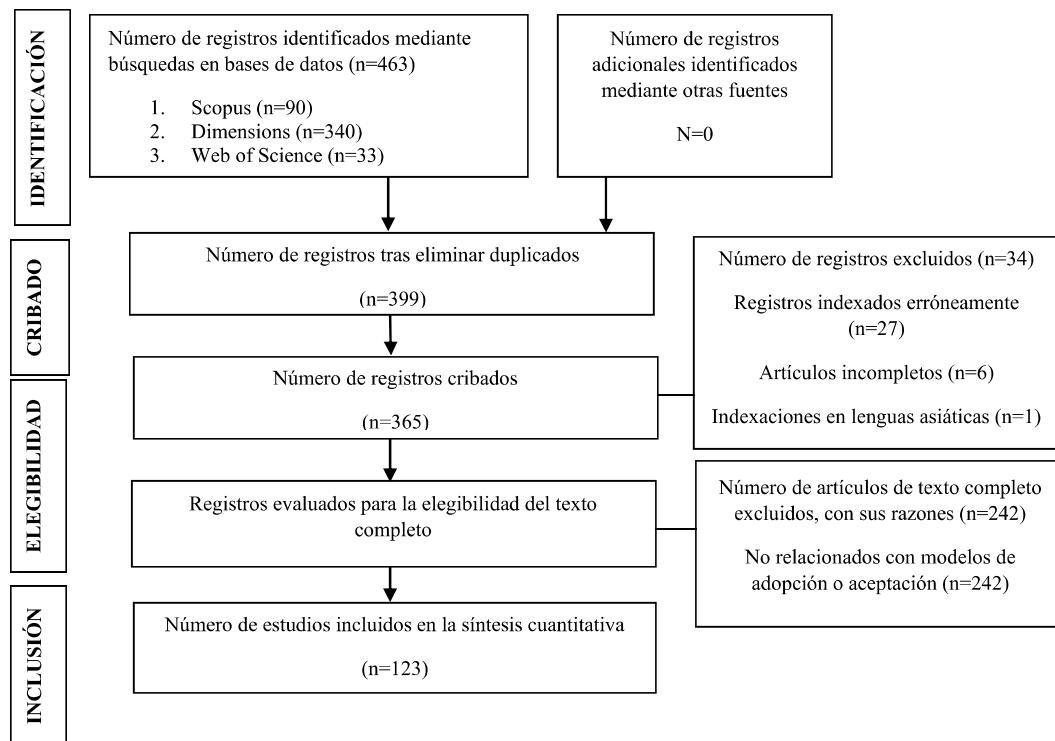 IDENTIFICACIÓN
Número de registros identificados mediante
búsquedas en bases de datos (n=463)
1. Scopus (n=90)
2. Dimensions (n=340)
3. Web of Science (n=33)
Número de registros
adicionales identificados
mediante otras fuentes
N=0
CRIBADO
Número de registros tras eliminar duplicados
(n=399)
Número de registros excluidos (n=34)
Registros indexados erróneamente
(n=27)
Artículos incompletos (n=6)
Indexaciones en lenguas asiáticas (n=1)
Número de registros cribados
(n=365)
ELEGIBILIDAD
Registros evaluados para la elegibilidad del texto
completo
Número de artículos de texto completo
excluidos, con sus razones (n=242)
No relacionados con modelos de
adopción o aceptación (n=242)
INCLUSIÓN
Número de estudios incluidos en la síntesis cuantitativa
(n=123)